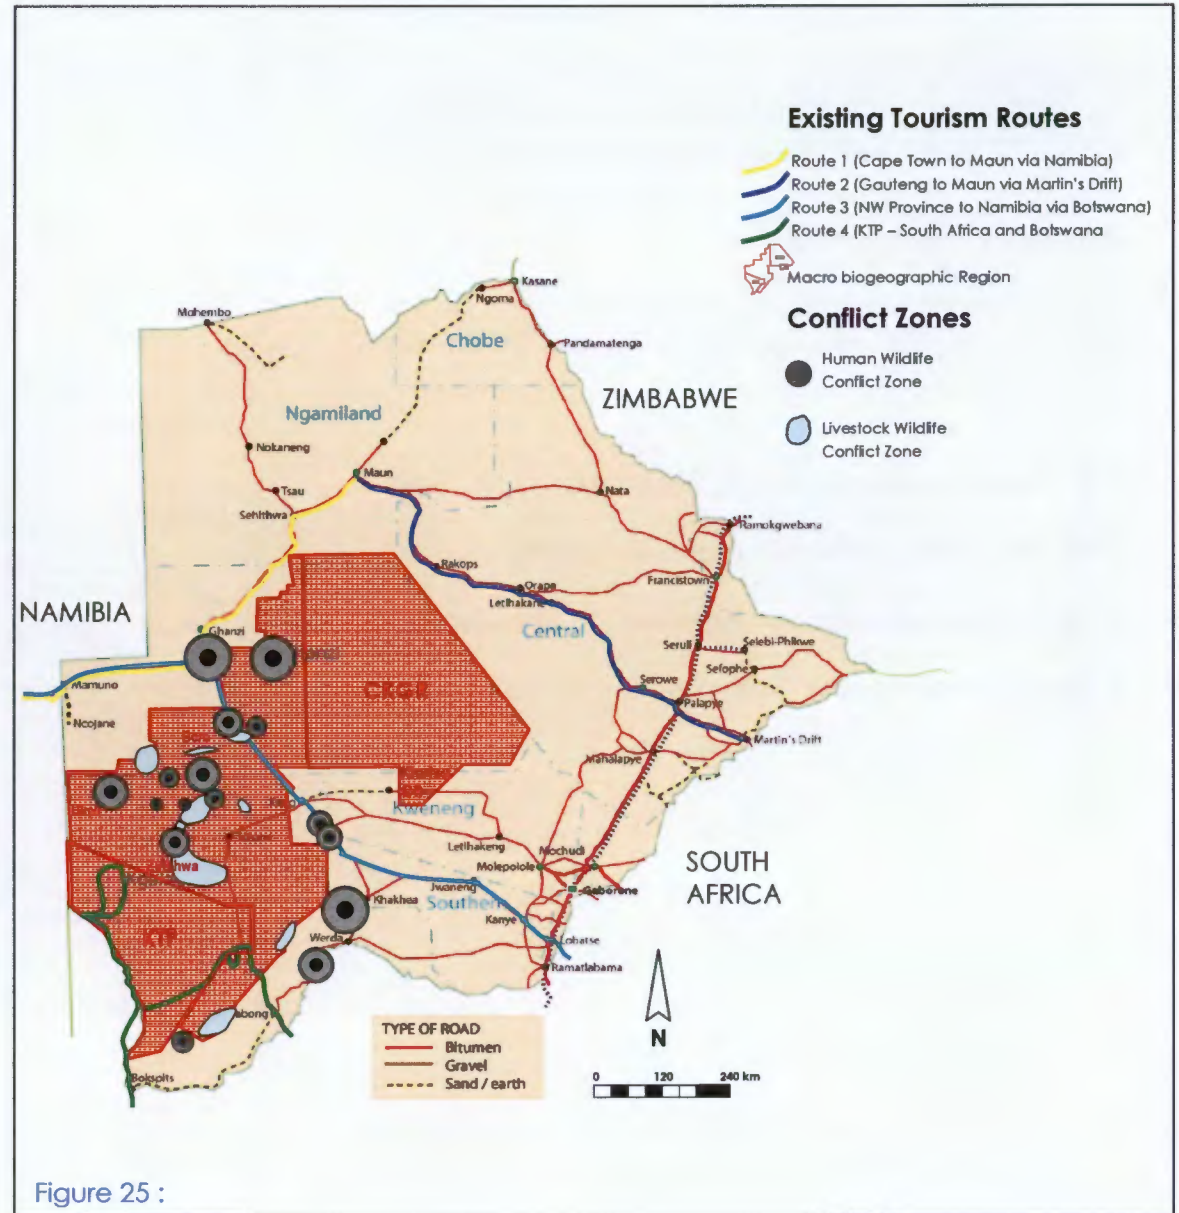 Existing Tourism Routes
Route 1 (Cape Town to Maun via Namibia)
Route 2 (Gauteng to Maun via Martin's Drift)
Route 3 (NW Province to Namibia via Botswana)
Route 4 (KTP – South Africa and Botswana
Macro biogeographic Region
Conflict Zones
Human Wildlife
Conflict Zone
Livestock Wildlife
Conflict Zone
Kasane
Ngoma
Mohembo
Chobe
Pandamatenga
ZIMBABWE
Ngamiland
Nokaneng
Maun
Tsau
Nata
Sehithwa
Ramokgwebana
Rakops
Orapa
Francistown
Letlhakane
NAMIBIA
Ghanzi
Central
Serule
Selebi-Phikwe
Sefophe
Mamuno
CKGR
Serowe
Palapye
Ncojane
Martin's Drift
Mahalapye
Kweneng
Letlhakeng
Mochudi
Molepolole
SOUTH
AFRICA
Jwaneng
Gaborone
Khakhea
Southern
Kanye
KTP
Werda
Lobatse
Ramatlabama
TYPE OF ROAD
Bitumen
Gravel
Sand / earth
N
0 120 240 km
Bokspits
Figure 25 :